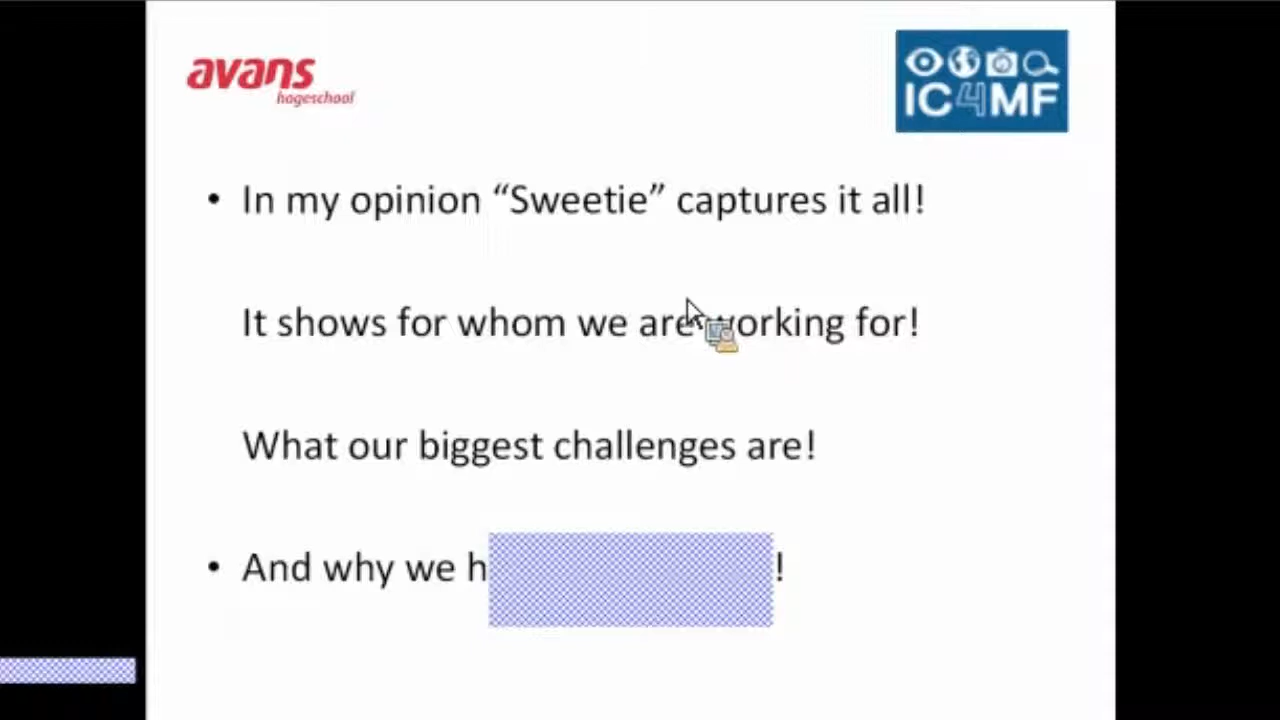 avans
hogeschool
IC4MF
• In my opinion “Sweetie” captures it all!
It shows for whom we are working for!
What our biggest challenges are!
• And why we h !